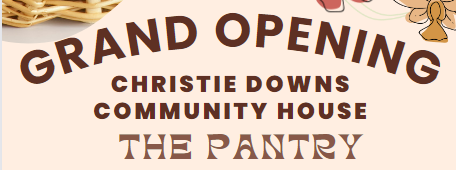 GRAND OPENING
CHRISTIE DOWNS
COMMUNITY HOUSE
THE PANTRY